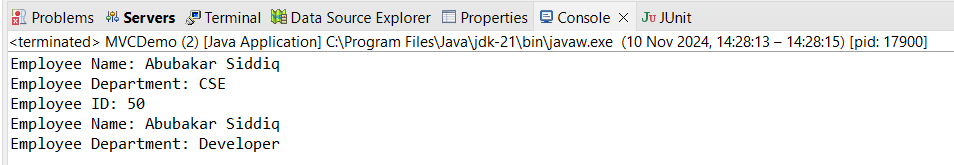 Problems Servers Terminal Data Source Explorer Properties Console JUnit
<terminated> MVCDemo (2) [Java Application] C:\Program Files\Java\jdk-21\bin\javaw.exe (10 Nov 2024, 14:28:13 – 14:28:15) [pid: 17900]
Employee Name: Abubakar Siddiq
Employee Department: CSE
Employee ID: 50
Employee Name: Abubakar Siddiq
Employee Department: Developer